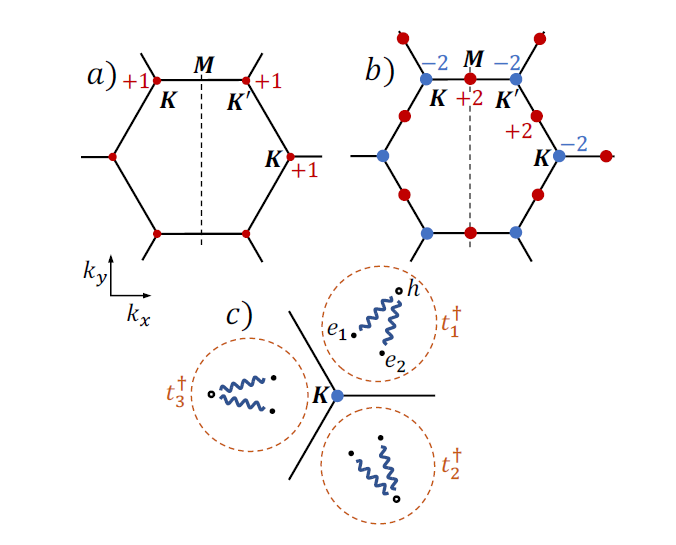 a) +1 M +1
K K′
K
+1
k_y
k_x
b) −2 M −2
K +2 K′
+2
−2
K
c)
h
e_1
e_2
t_1^†
t_3^†
K
t_2^†